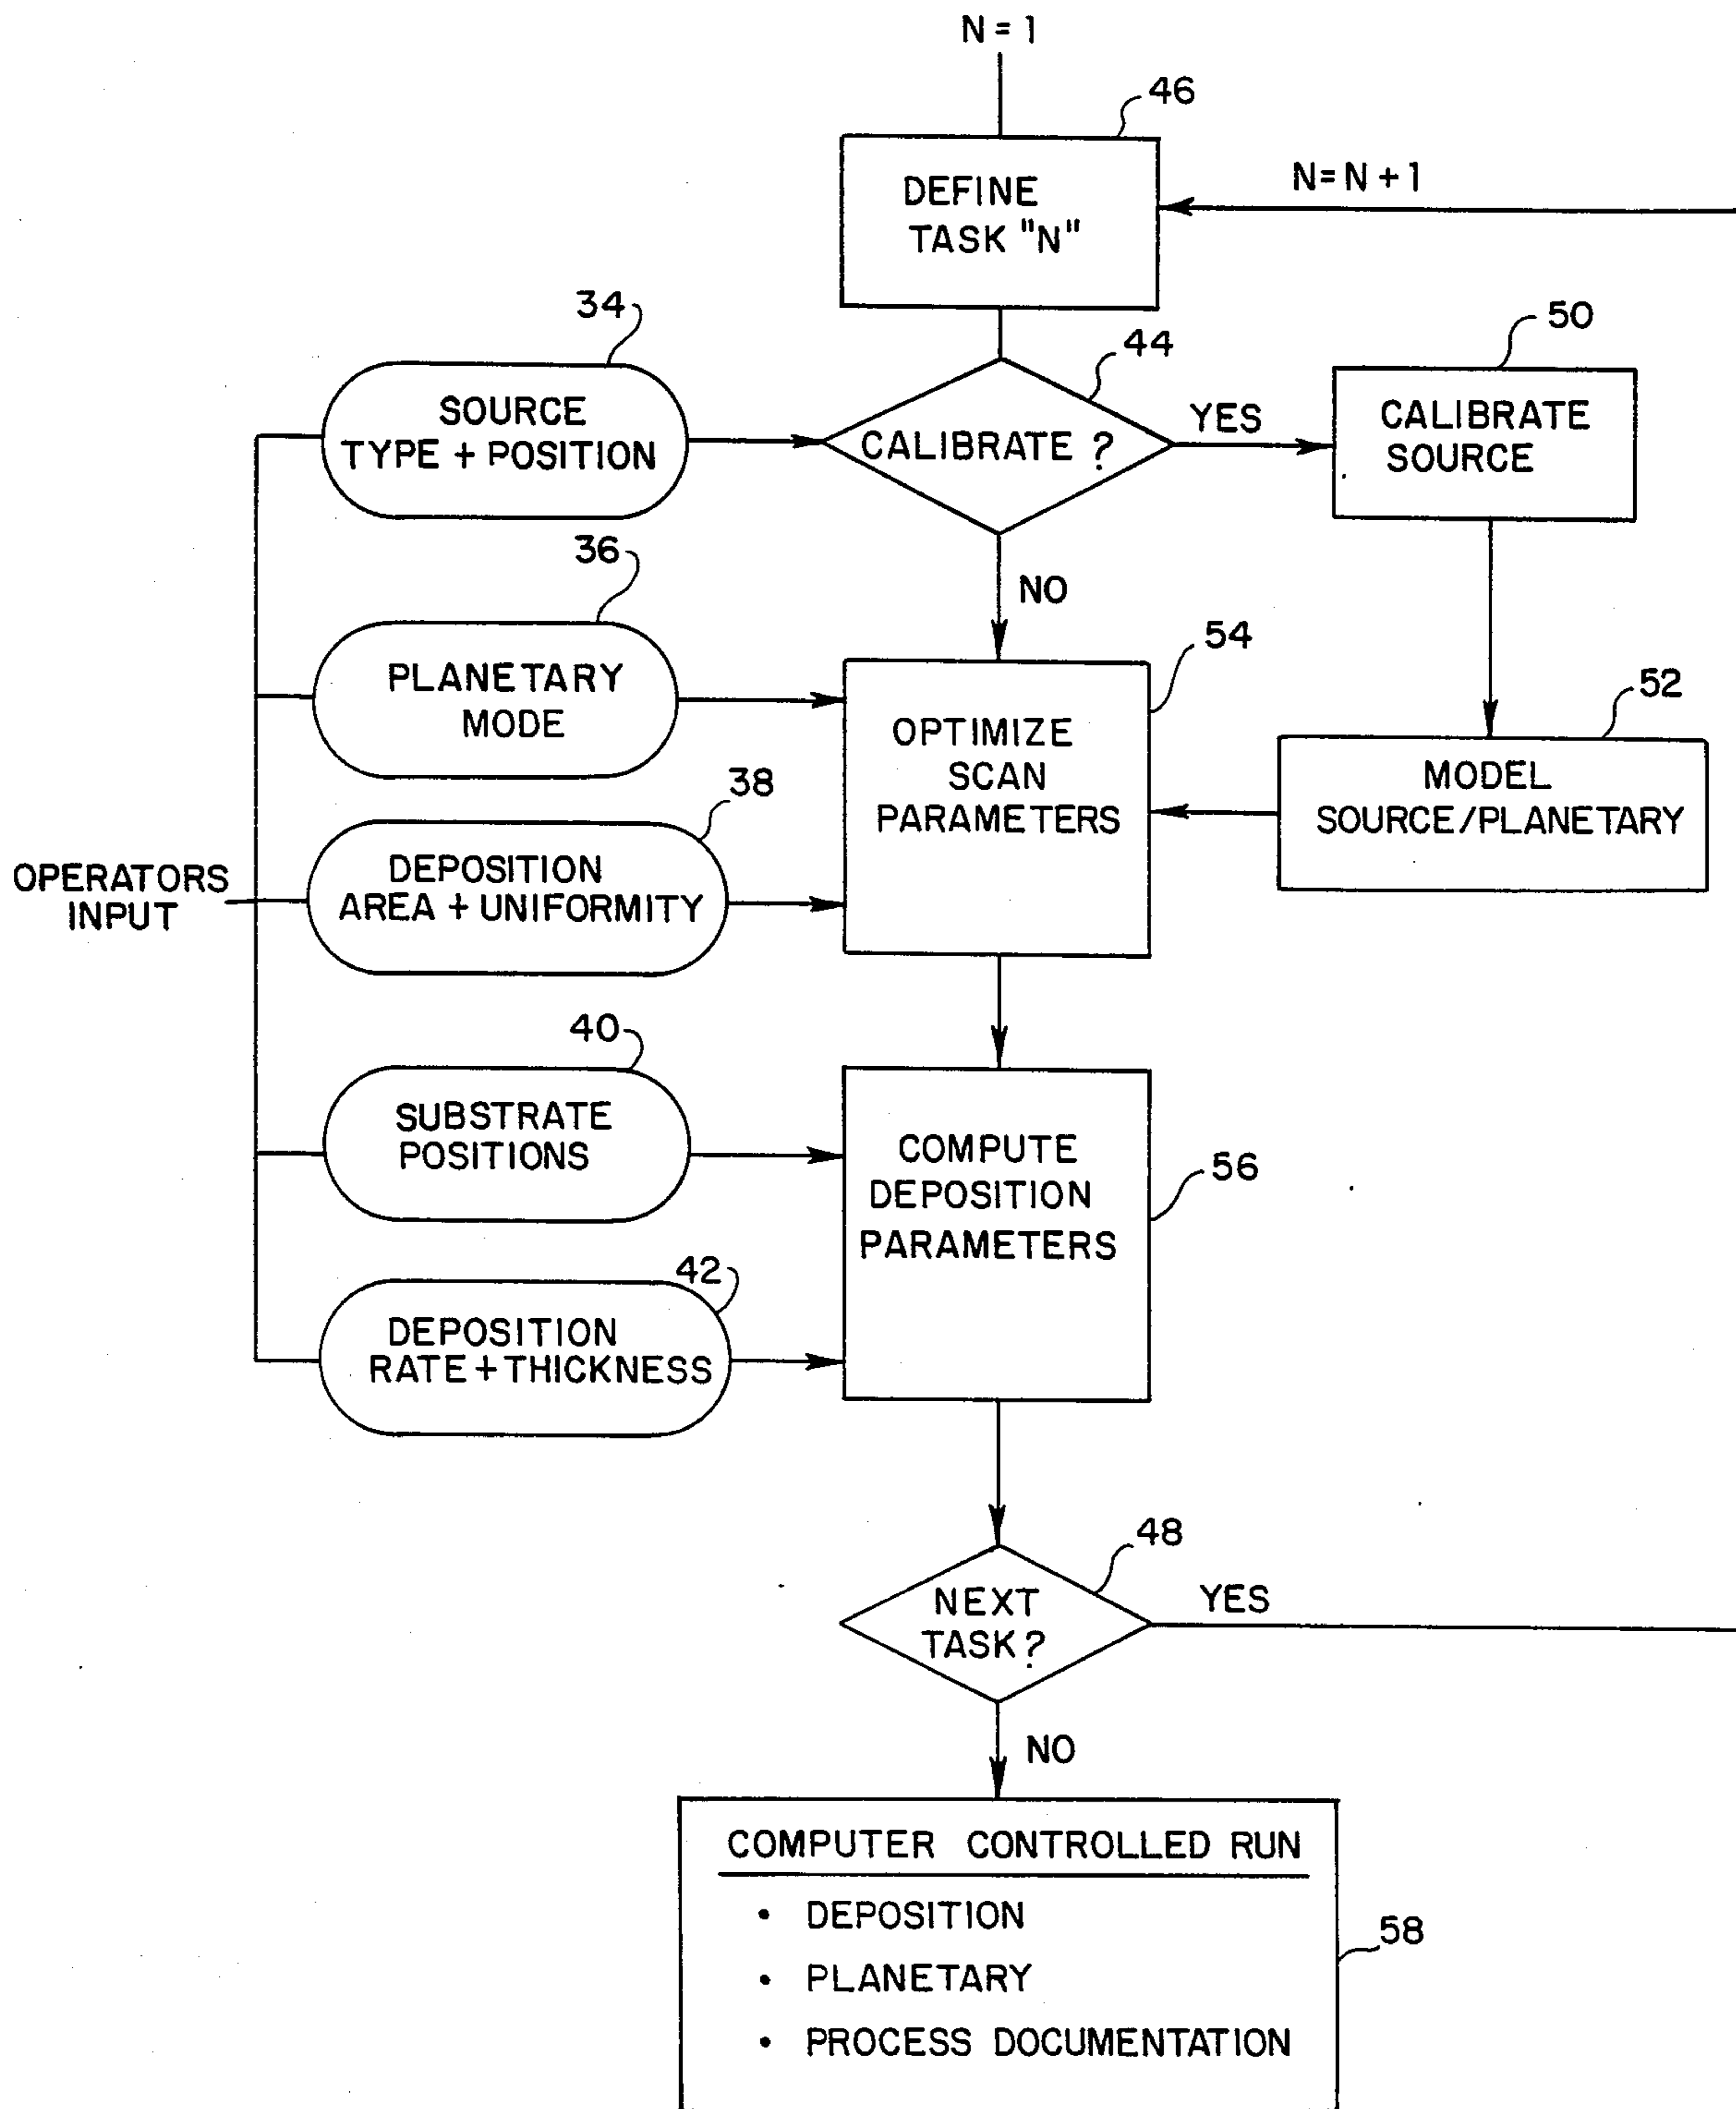 N = 1
46
DEFINE
TASK "N"
N = N + 1
34
SOURCE
TYPE + POSITION
44
CALIBRATE ?
YES
50
CALIBRATE
SOURCE
NO
36
PLANETARY
MODE
54
OPTIMIZE
SCAN
PARAMETERS
52
MODEL
SOURCE/PLANETARY
38
DEPOSITION
AREA + UNIFORMITY
OPERATORS
INPUT
40
SUBSTRATE
POSITIONS
56
COMPUTE
DEPOSITION
PARAMETERS
42
DEPOSITION
RATE + THICKNESS
48
NEXT
TASK ?
YES
NO
COMPUTER CONTROLLED RUN
• DEPOSITION
58
• PLANETARY
• PROCESS DOCUMENTATION